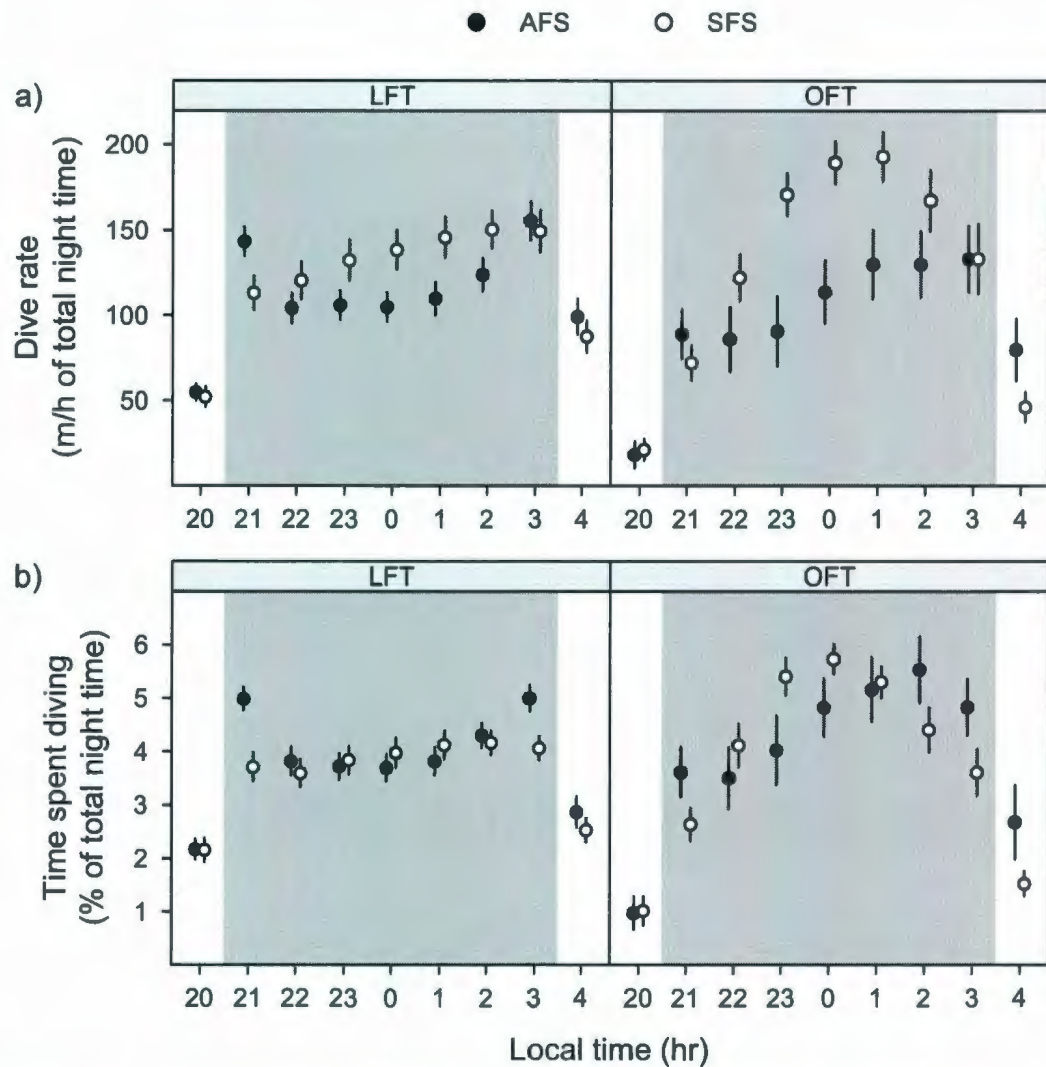 AFS SFS
a)
LFT OFT
Dive rate
(m/h of total night time)
200
150
100
50
20 21 22 23 0 1 2 3 4 20 21 22 23 0 1 2 3 4
b)
LFT OFT
Time spent diving
(% of total night time)
6
5
4
3
2
1
20 21 22 23 0 1 2 3 4 20 21 22 23 0 1 2 3 4
Local time (hr)